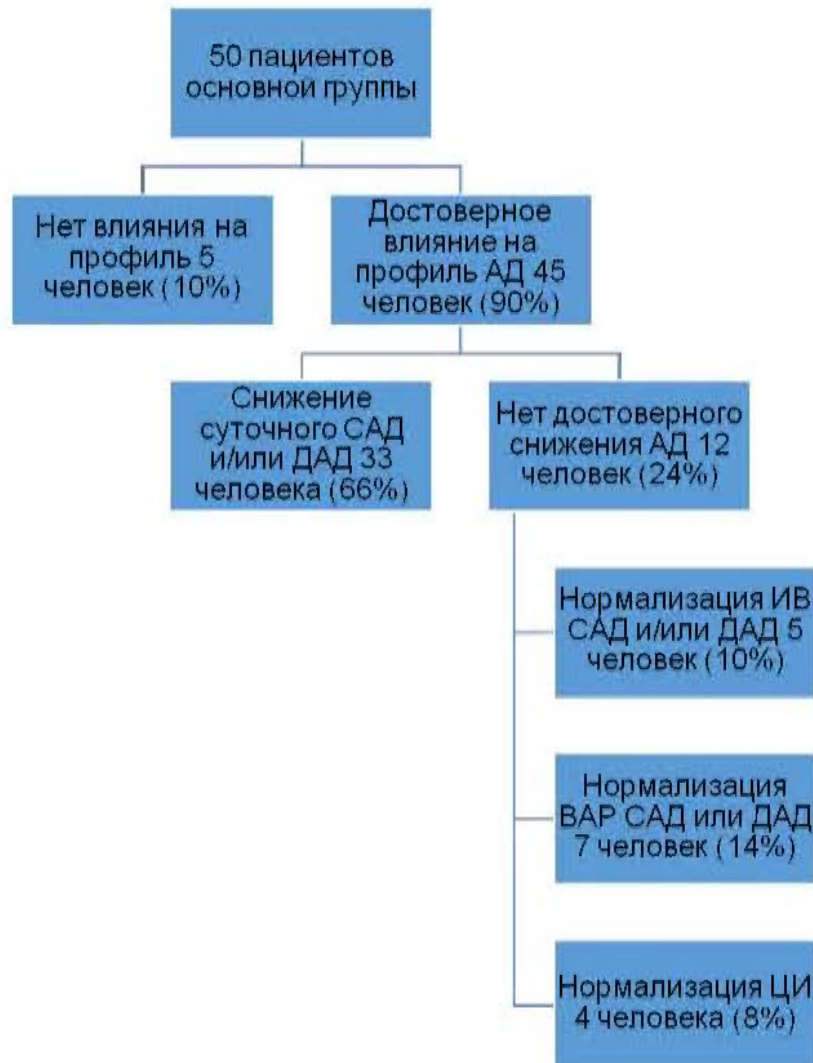 50 пациентов
основной группы
Нет влияния на
профиль 5
человек (10%)
Достоверное
влияние на
профиль АД 45
человек (90%)
Снижение
суточного САД
и/или ДАД 33
человека (66%)
Нет достоверного
снижения АД 12
человек (24%)
Нормализация ИВ
САД и/или ДАД 5
человек (10%)
Нормализация
ВАР САД или ДАД
7 человек (14%)
Нормализация ЦИ
4 человека (8%)